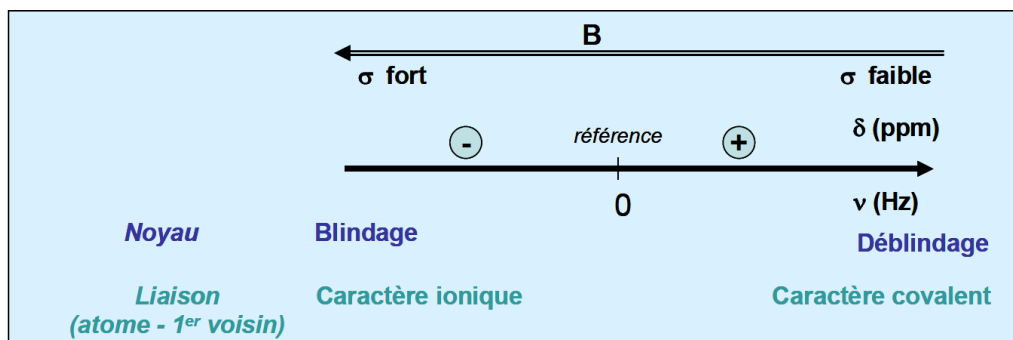 B
σ fort σ faible
δ (ppm)
- référence +
0 ν (Hz)
Noyau Blindage Déblindage
Liaison Caractère ionique Caractère covalent
(atome - 1er voisin)